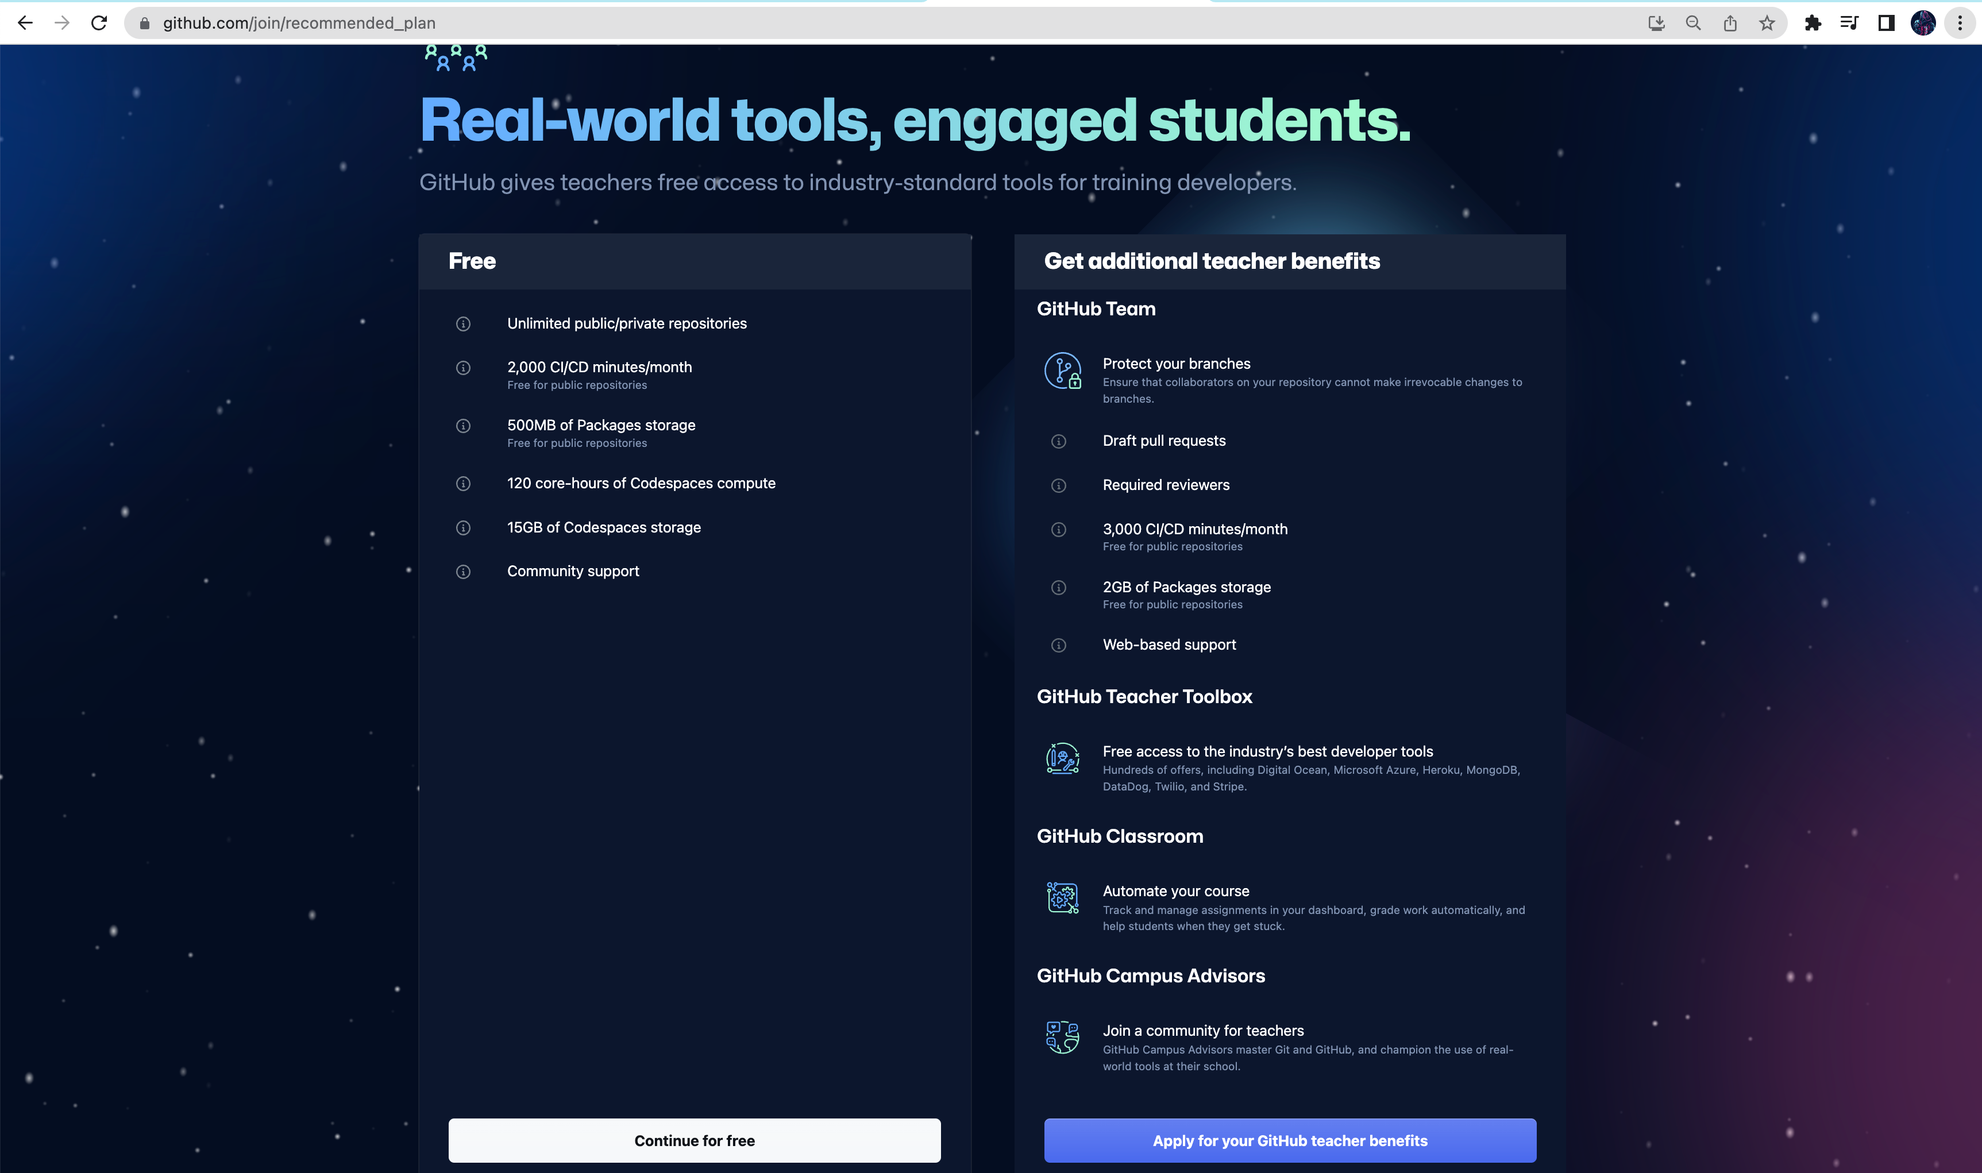 github.com/join/recommended_plan
Real-world tools, engaged students.
GitHub gives teachers free access to industry-standard tools for training developers.
Free
Unlimited public/private repositories
2,000 CI/CD minutes/month
Free for public repositories
500MB of Packages storage
Free for public repositories
120 core-hours of Codespaces compute
15GB of Codespaces storage
Community support
Continue for free
Get additional teacher benefits
GitHub Team
Protect your branches
Ensure that collaborators on your repository cannot make irrevocable changes to
branches.
Draft pull requests
Required reviewers
3,000 CI/CD minutes/month
Free for public repositories
2GB of Packages storage
Free for public repositories
Web-based support
GitHub Teacher Toolbox
Free access to the industry’s best developer tools
Hundreds of offers, including Digital Ocean, Microsoft Azure, Heroku, MongoDB,
DataDog, Twilio, and Stripe.
GitHub Classroom
Automate your course
Track and manage assignments in your dashboard, grade work automatically, and
help students when they get stuck.
GitHub Campus Advisors
Join a community for teachers
GitHub Campus Advisors master Git and GitHub, and champion the use of real-
world tools at their school.
Apply for your GitHub teacher benefits